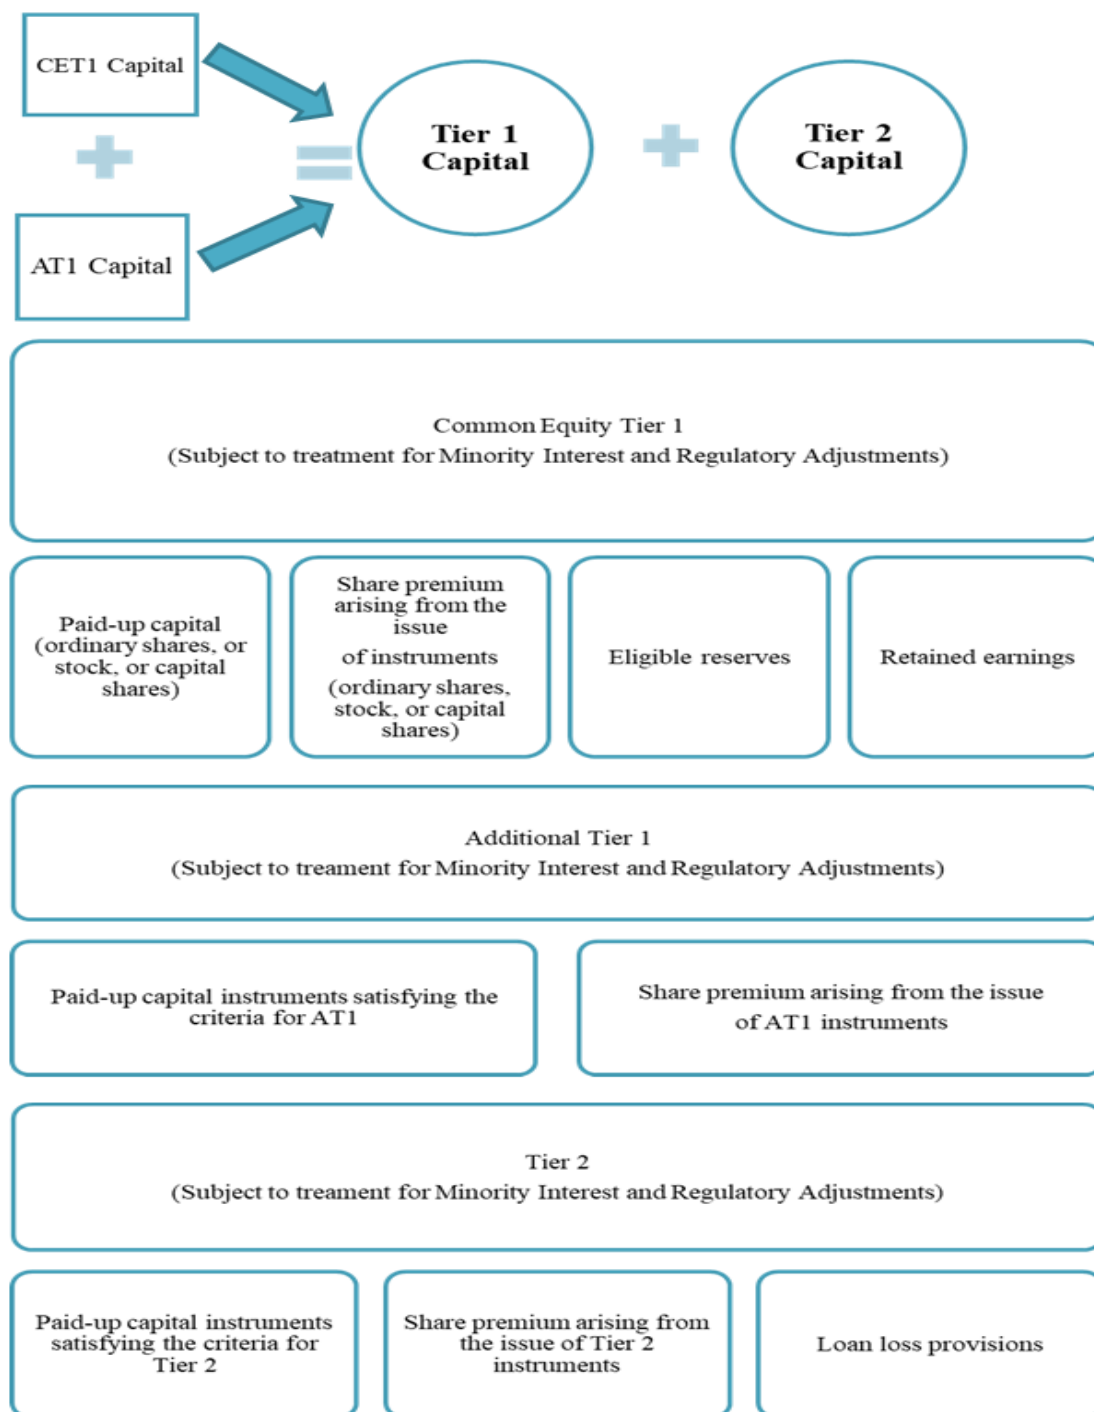 CET1 Capital
+
=
Tier 1
Capital
+
Tier 2
Capital
AT1 Capital
Common Equity Tier 1
(Subject to treatment for Minority Interest and Regulatory Adjustments)
Paid-up capital
(ordinary shares, or
stock, or capital
shares)
Share premium
arising from the
issue
of instruments
(ordinary shares,
stock, or capital
shares)
Eligible reserves
Retained earnings
Additional Tier 1
(Subject to treament for Minority Interest and Regulatory Adjustments)
Paid-up capital instruments satisfying the
criteria for AT1
Share premium arising from the issue
of AT1 instruments
Tier 2
(Subject to treament for Minority Interest and Regulatory Adjustments)
Paid-up capital instruments
satisfying the criteria for
Tier 2
Share premium arising from
the issue of Tier 2
instruments
Loan loss provisions